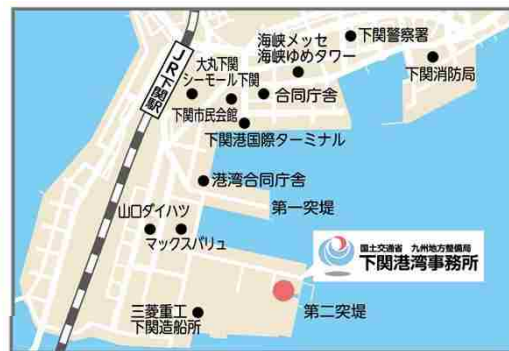 海峡メッセ
海峡ゆめタワー
下関警察署
下関消防局
大丸下関
シーモール下関
合同庁舎
下関市民会館
下関港国際ターミナル
JR下関駅
港湾合同庁舎
第一突堤
山口ダイハツ
マックスバリュ
国土交通省 九州地方整備局
下関港湾事務所
三菱重工
下関造船所
第二突堤